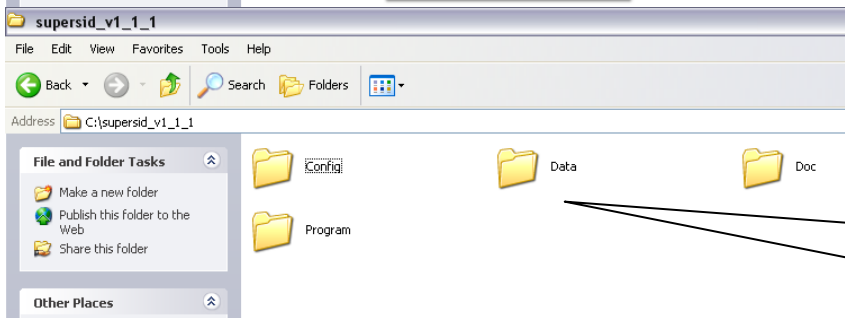 supersid_v1_1_1
File Edit View Favorites Tools Help
Back Search Folders
Address C:\supersid_v1_1_1
File and Folder Tasks
Make a new folder
Publish this folder to the
Web
Share this folder
Other Places
Config Data Doc
Program